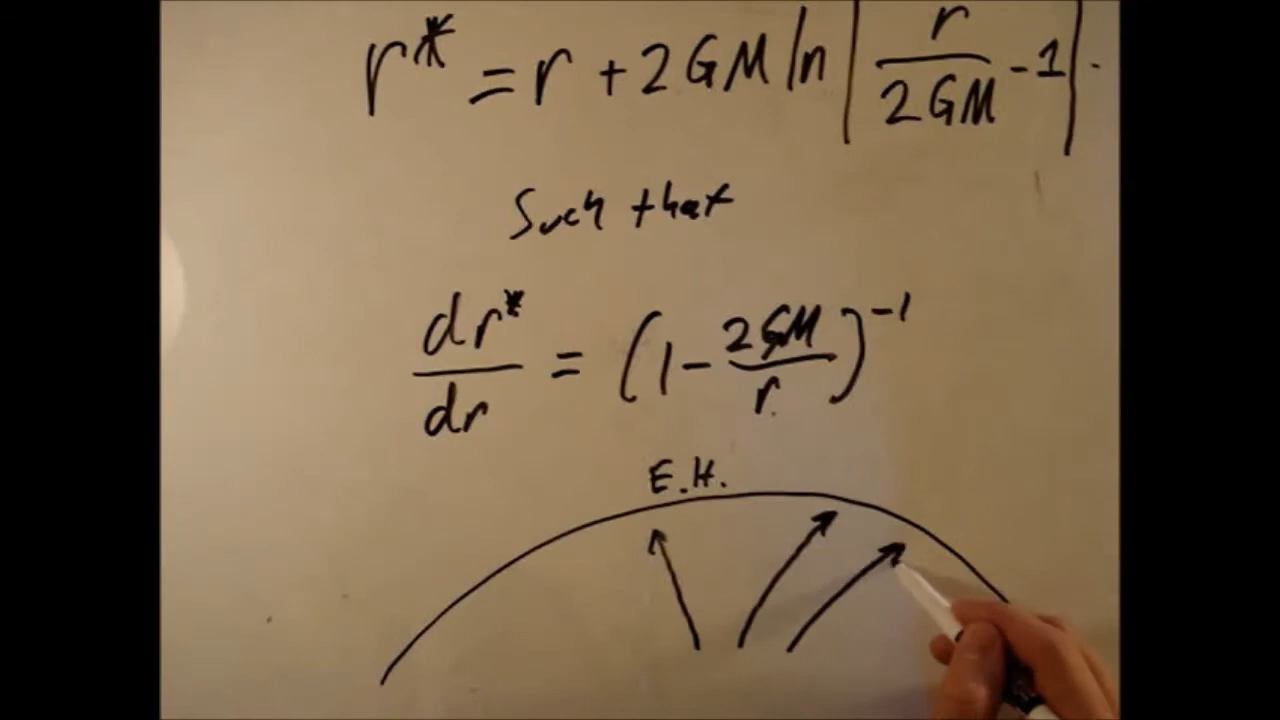 r* = r + 2GM ln | r/2GM - 1 | .
Such that
dr*/dr = (1 - 2GM/r)^-1
E.H.